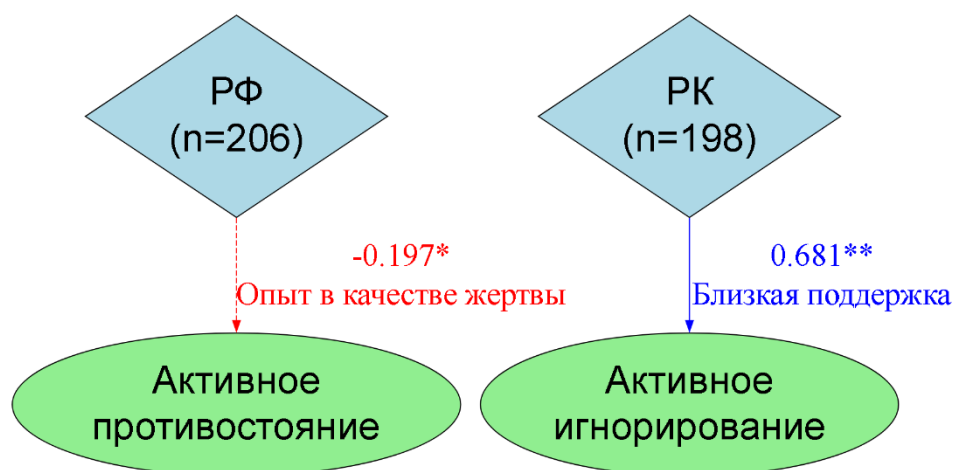 РФ
(n=206)
РК
(n=198)
-0.197*
Опыт в качестве жертвы
0.681**
Близкая поддержка
Активное
противостояние
Активное
игнорирование